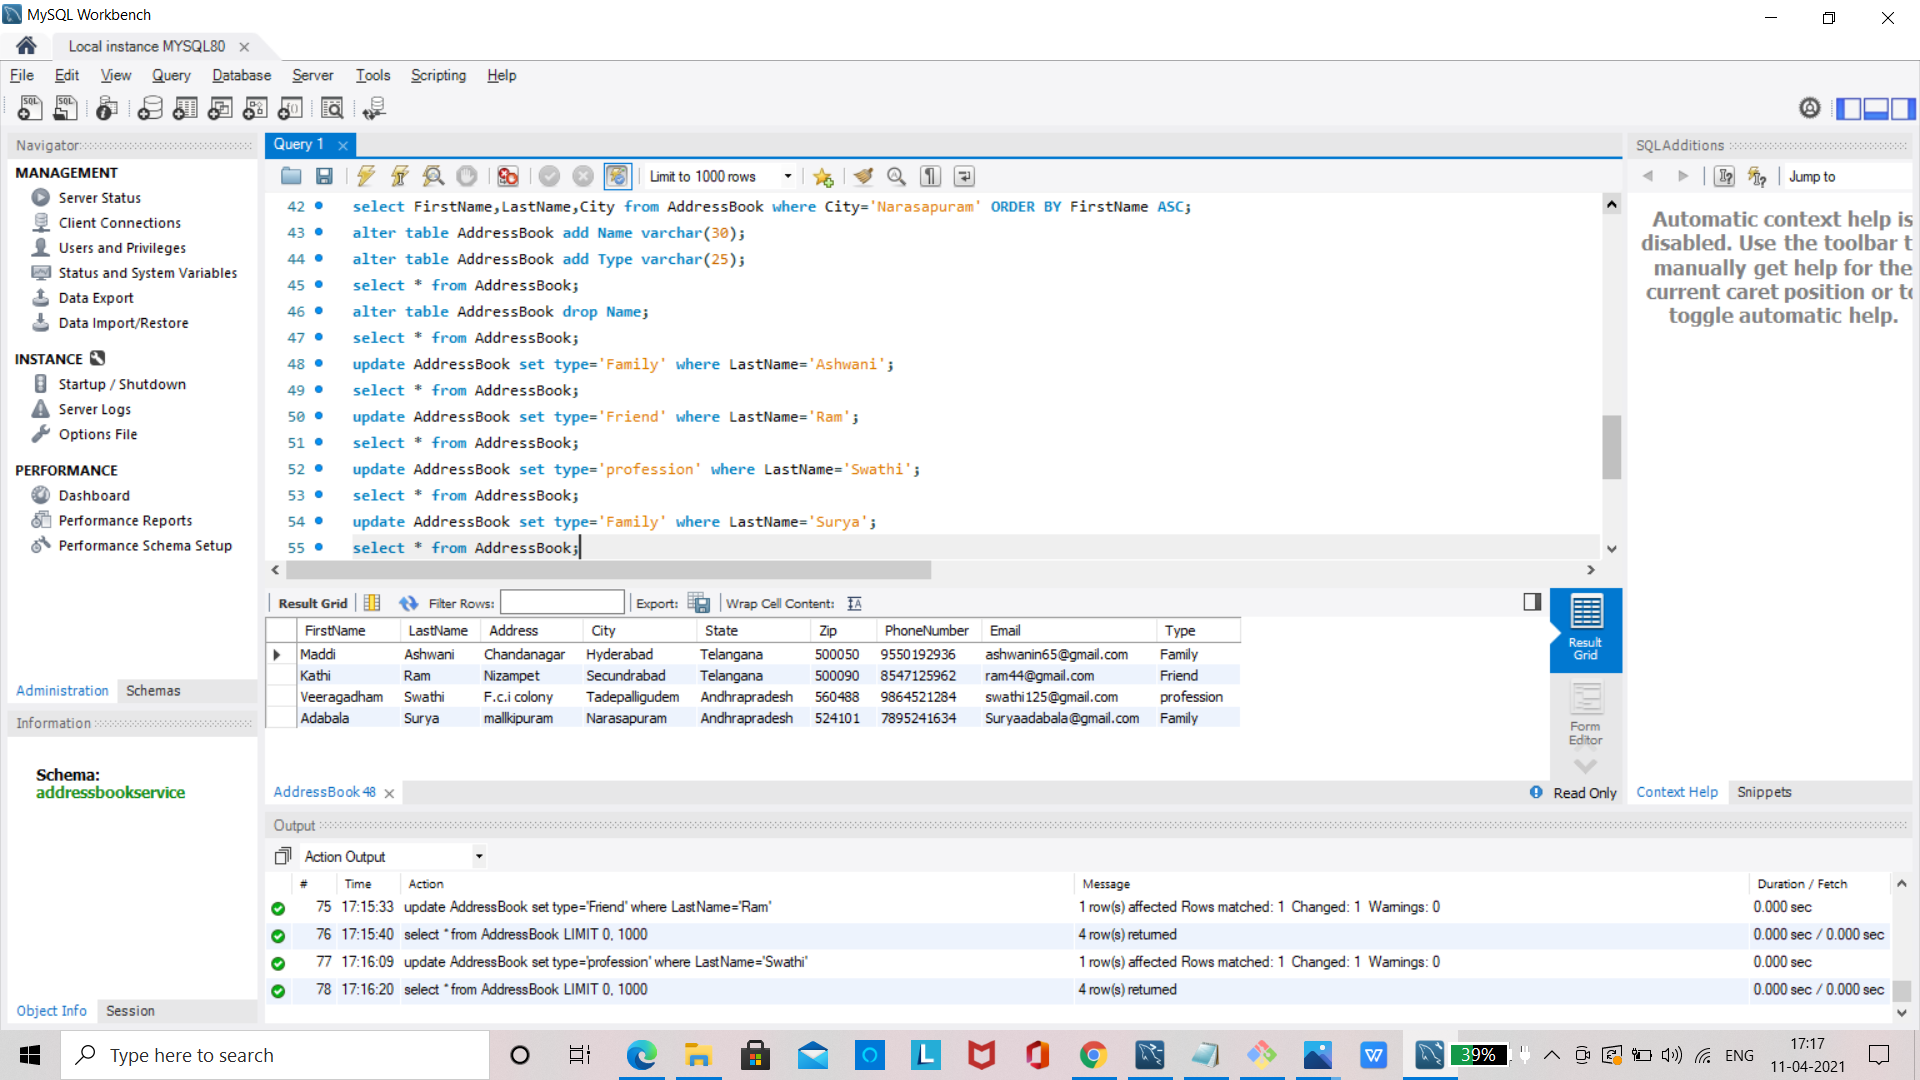 MySQL Workbench
Local instance MYSQL80
File Edit View Query Database Server Tools Scripting Help
Navigator
MANAGEMENT
Server Status
Client Connections
Users and Privileges
Status and System Variables
Data Export
Data Import/Restore
INSTANCE
Startup / Shutdown
Server Logs
Options File
PERFORMANCE
Dashboard
Performance Reports
Performance Schema Setup
Administration Schemas
Information
Schema:
addressbookservice
Object Info Session
Query 1
Limit to 1000 rows
42 select FirstName,LastName,City from AddressBook where City='Narasapuram' ORDER BY FirstName ASC;
43 alter table AddressBook add Name varchar(30);
44 alter table AddressBook add Type varchar(25);
45 select * from AddressBook;
46 alter table AddressBook drop Name;
47 select * from AddressBook;
48 update AddressBook set type='Family' where LastName='Ashwani';
49 select * from AddressBook;
50 update AddressBook set type='Friend' where LastName='Ram';
51 select * from AddressBook;
52 update AddressBook set type='profession' where LastName='Swathi';
53 select * from AddressBook;
54 update AddressBook set type='Family' where LastName='Surya';
55 select * from AddressBook;
Result Grid Filter Rows: Export: Wrap Cell Content:
FirstName LastName Address City State Zip PhoneNumber Email Type
Maddi Ashwani Chandanagar Hyderabad Telangana 500050 9550192936 ashwanin65@gmail.com Family
Kathi Ram Nizampet Secundrabad Telangana 500090 8547125962 ram44@gmail.com Friend
Veeragadham Swathi F.c.i colony Tadepalligudem Andhrapradesh 560488 9864521284 swathi125@gmail.com profession
Adabala Surya mallkipuram Narasapuram Andhrapradesh 524101 7895241634 Suryaadabala@gmail.com Family
Result
Grid
Form
Editor
AddressBook 48
Read Only
SQLAdditions
Jump to
Automatic context help is
disabled. Use the toolbar t
manually get help for the
current caret position or to
toggle automatic help.
Context Help Snippets
Output
Action Output
# Time Action Message Duration / Fetch
75 17:15:33 update AddressBook set type='Friend' where LastName='Ram' 1 row(s) affected Rows matched: 1 Changed: 1 Warnings: 0 0.000 sec
76 17:15:40 select * from AddressBook LIMIT 0, 1000 4 row(s) returned 0.000 sec / 0.000 sec
77 17:16:09 update AddressBook set type='profession' where LastName='Swathi' 1 row(s) affected Rows matched: 1 Changed: 1 Warnings: 0 0.000 sec
78 17:16:20 select * from AddressBook LIMIT 0, 1000 4 row(s) returned 0.000 sec / 0.000 sec
Type here to search
39%
ENG
17:17
11-04-2021